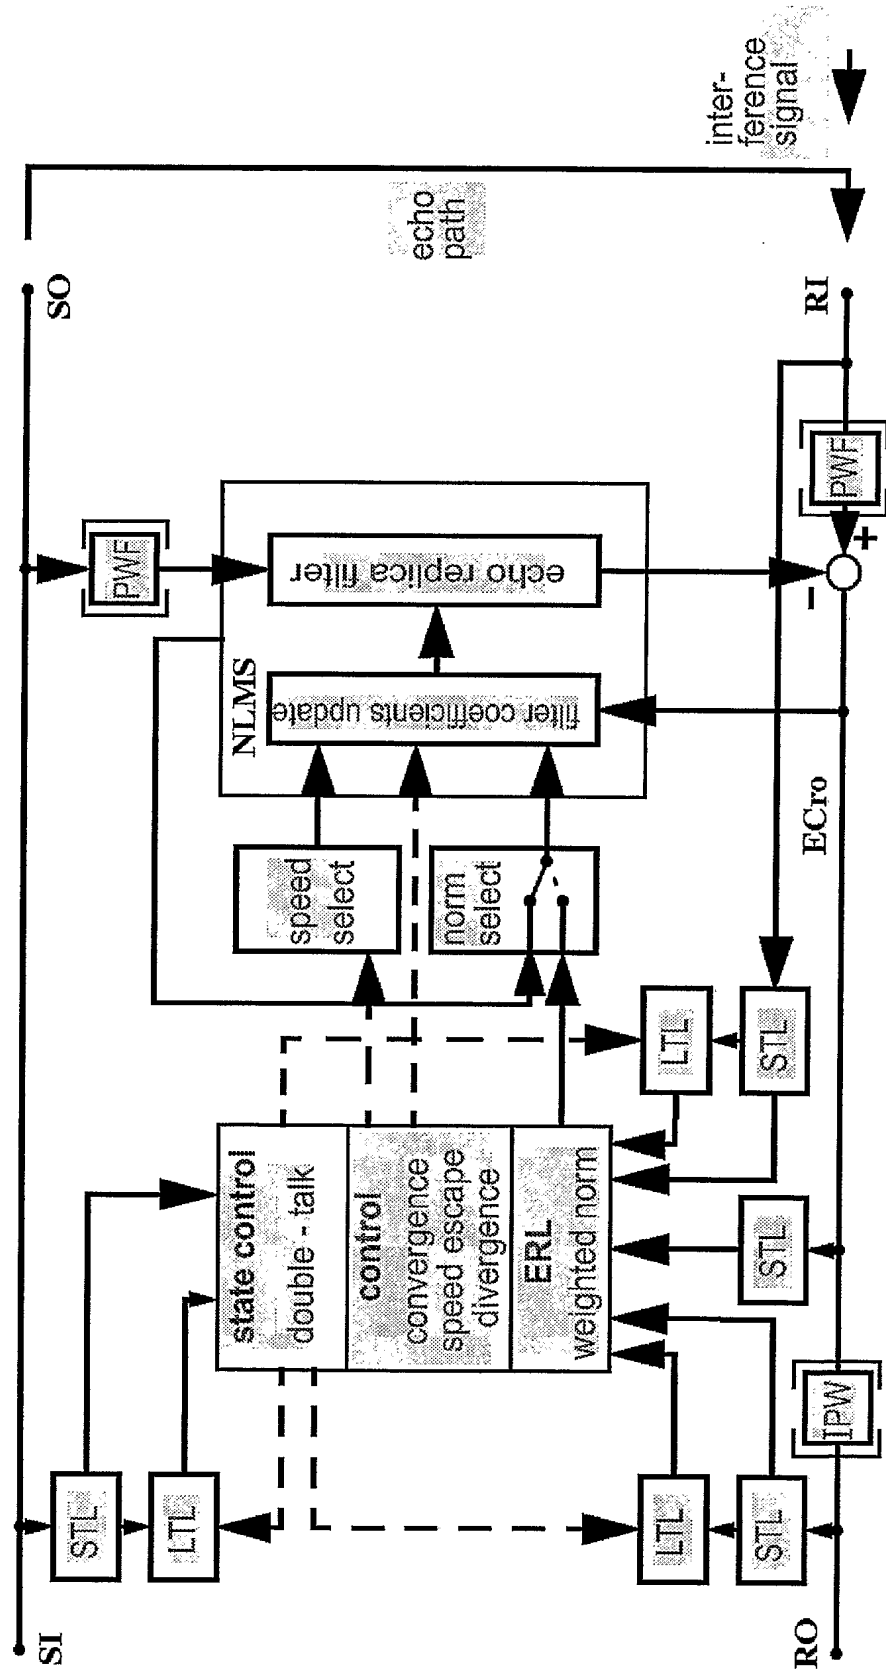 SI
SO
STL
LTL
PWF
state control
double - talk
control
convergence
speed escape
divergence
ERL
weighted norm
NLMS
speed
select
norm
select
filter coefficients update
echo replica filter
echo
path
inter-
ference
signal
LTL
STL
STL
LTL
STL
IPW
ECro
-
+
PWF
RO
RI